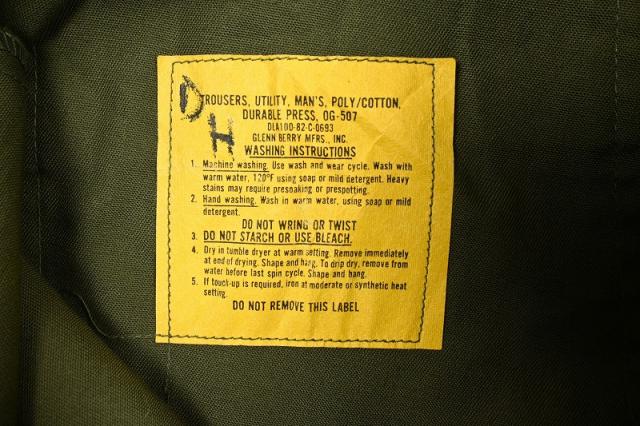 D
H
TROUSERS, UTILITY, MAN'S, POLY/COTTON,
DURABLE PRESS, OG-507
DLA100-82-C-0693
GLENN BERRY MFRS., INC.
WASHING INSTRUCTIONS
1. Machine washing. Use wash and wear cycle. Wash with
warm water, 120°F using soap or mild detergent. Heavy
stains may require presoaking or prespotting.
2. Hand washing. Wash in warm water, using soap or mild
detergent.
DO NOT WRING OR TWIST
3. DO NOT STARCH OR USE BLEACH.
4. Dry in tumble dryer at warm setting. Remove immediately
at end of drying. Shape and hang. To drip dry, remove from
water before last spin cycle. Shape and hang.
5. If touch-up is required, iron at moderate or synthetic heat
setting.
DO NOT REMOVE THIS LABEL